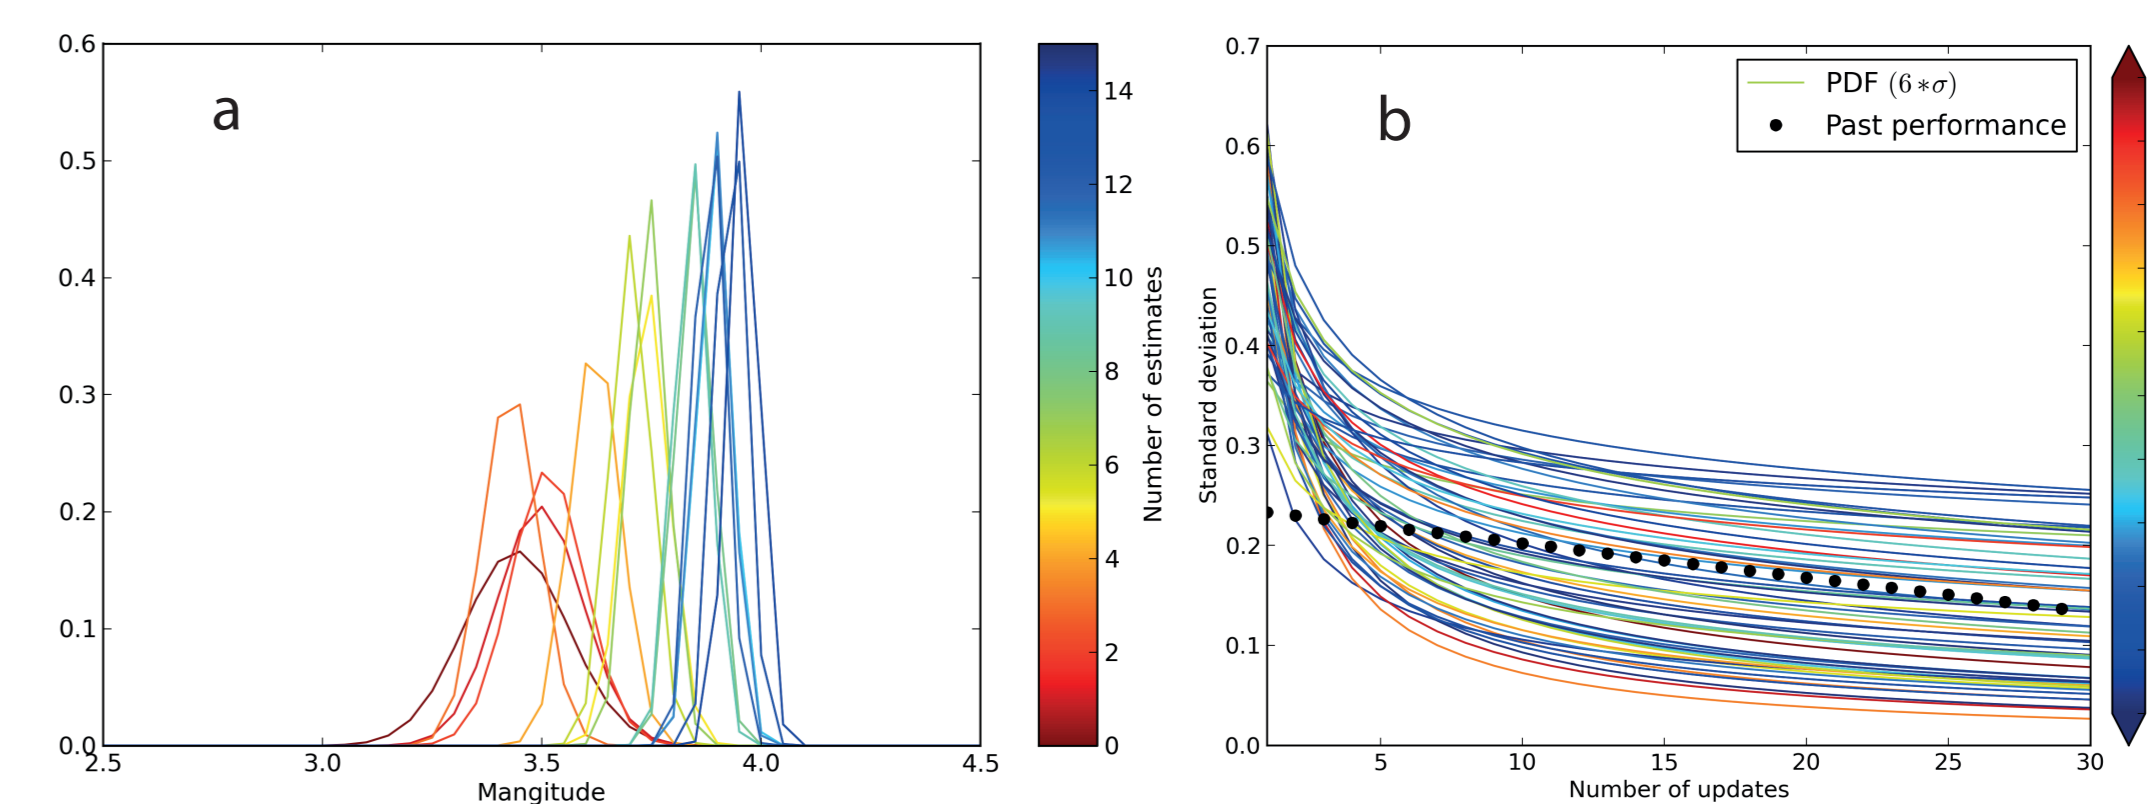 a
0.6
0.5
0.4
0.3
0.2
0.1
0.0
2.5 3.0 3.5 4.0 4.5
Mangitude
14
12
10
8
6
4
2
0
Number of estimates
b
PDF (6∗σ)
Past performance
0.7
0.6
0.5
0.4
0.3
0.2
0.1
0.0
Standard deviation
5 10 15 20 25 30
Number of updates